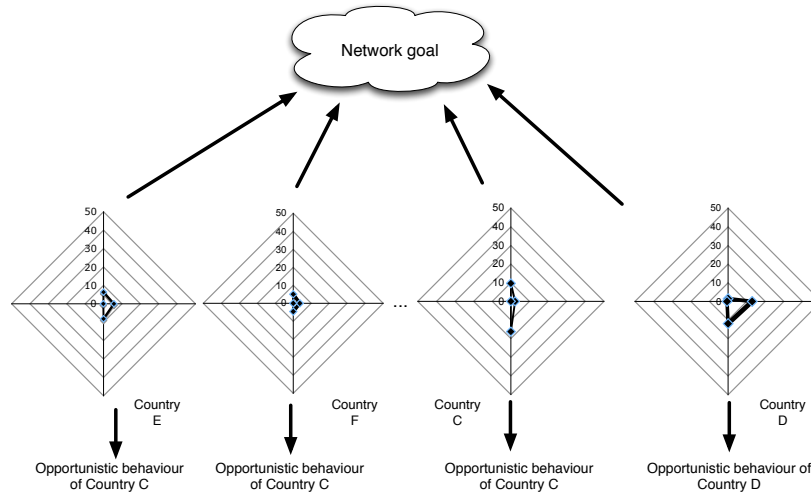 Network goal
50
40
30
20
10
0
50
40
30
20
10
0
...
50
40
30
20
10
0
50
40
30
20
10
0
Country
E
Country
F
Country
C
Country
D
Opportunistic behaviour
of Country C
Opportunistic behaviour
of Country C
Opportunistic behaviour
of Country C
Opportunistic behaviour of
Country D